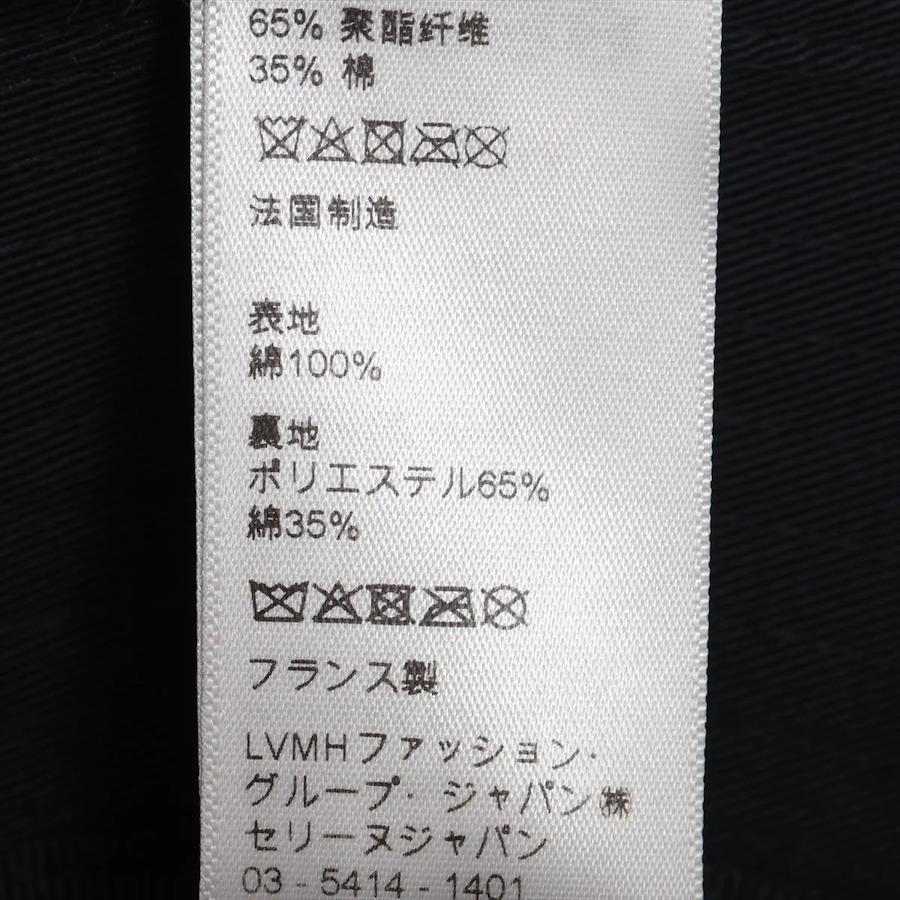 65% 聚酯纤维
35% 棉
法国制造
表地
綿100%
裏地
ポリエステル65%
綿35%
フランス製
LVMHファッション・
グループ・ジャパン㈱
セリーヌジャパン
03 - 5414 - 1401